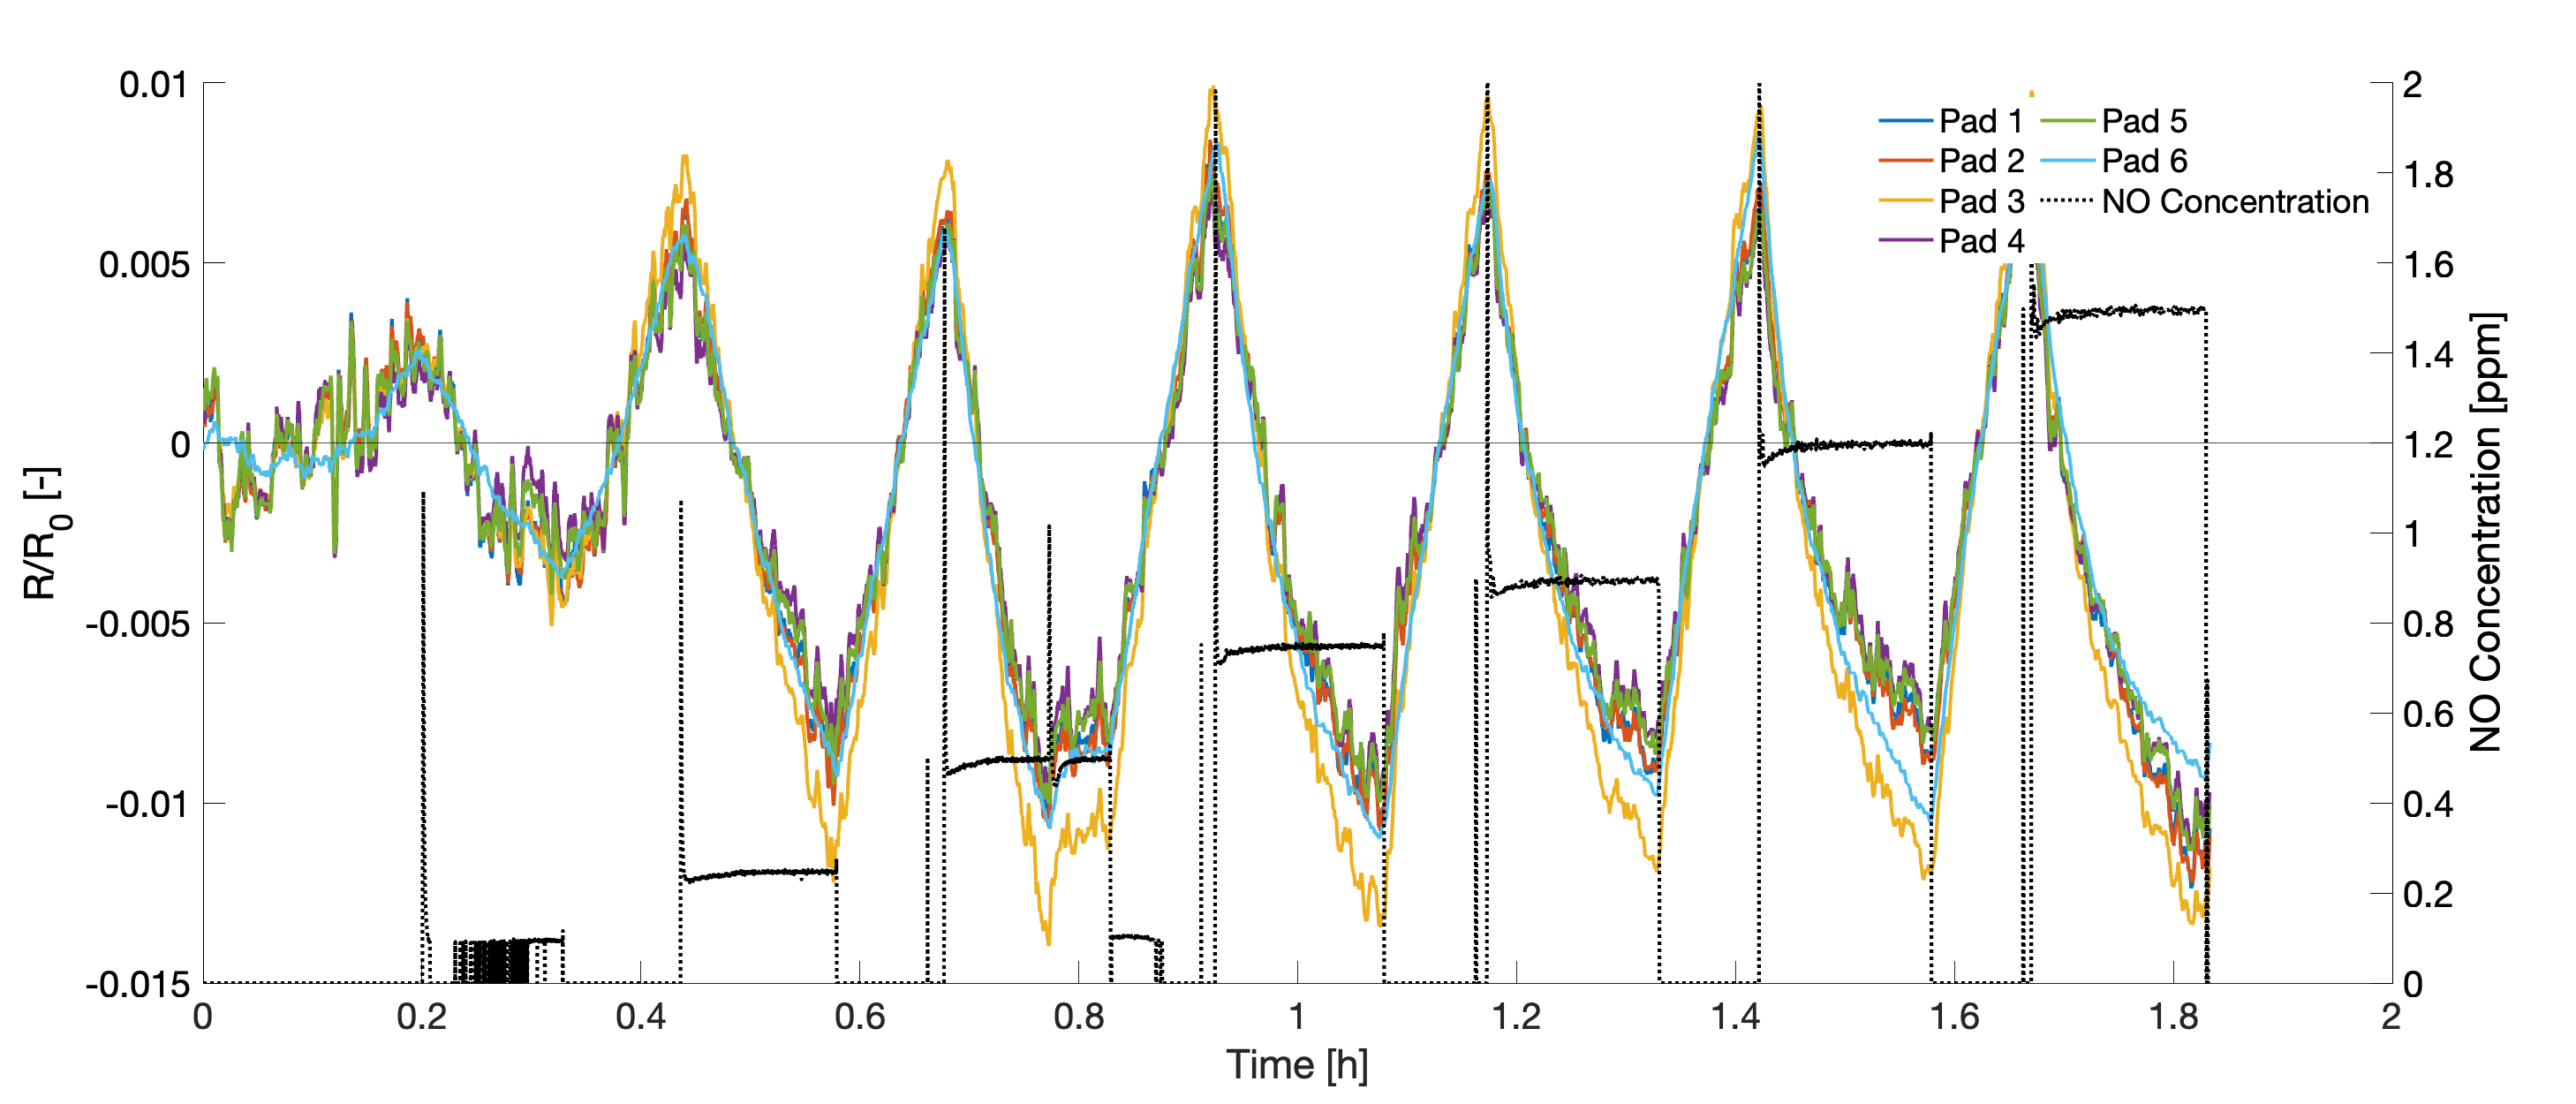 0.01
0.005
0
-0.005
-0.01
-0.015
R/R0 [-]
2
1.8
1.6
1.4
1.2
1
0.8
0.6
0.4
0.2
0
NO Concentration [ppm]
Pad 1
Pad 2
Pad 3
Pad 4
Pad 5
Pad 6
NO Concentration
0 0.2 0.4 0.6 0.8 1 1.2 1.4 1.6 1.8 2
Time [h]